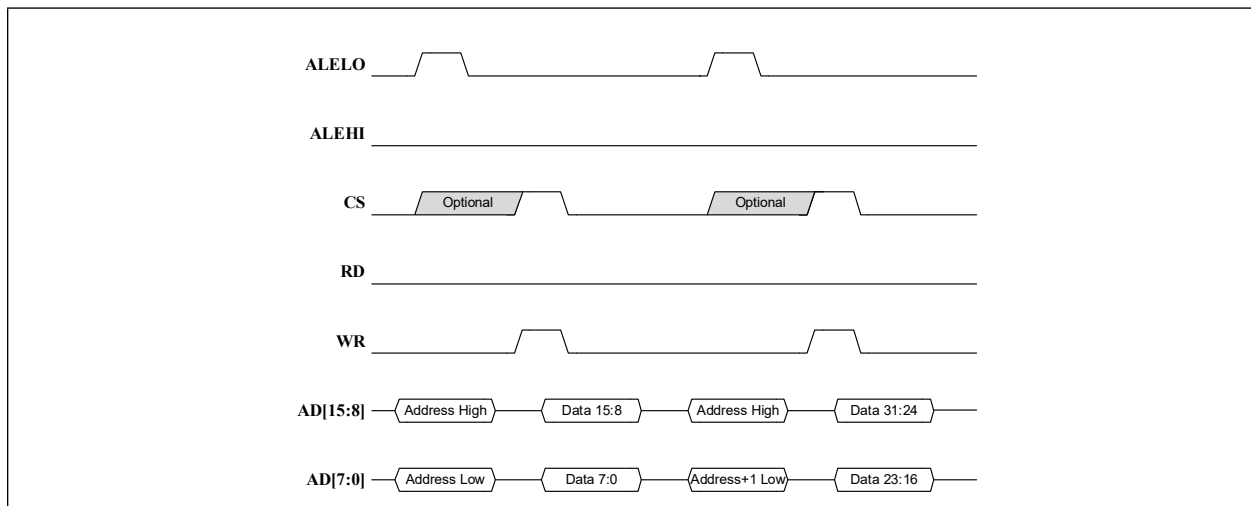 ALELO
ALEHI
CS Optional Optional
RD
WR
AD[15:8] Address High Data 15:8 Address High Data 31:24
AD[7:0] Address Low Data 7:0 Address+1 Low Data 23:16